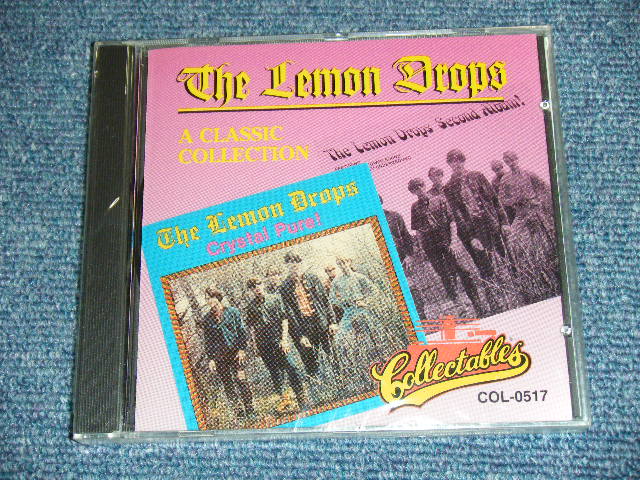 The Lemon Drops
A CLASSIC
COLLECTION
The Lemon Drops Second Album!
The Lemon Drops
Crystal Pure!
Collectables
COL-0517